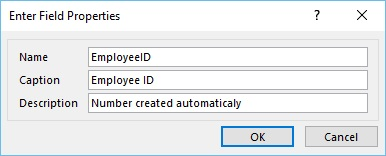 Enter Field Properties ? ×
Name EmployeeID
Caption Employee ID
Description Number created automaticaly
OK Cancel